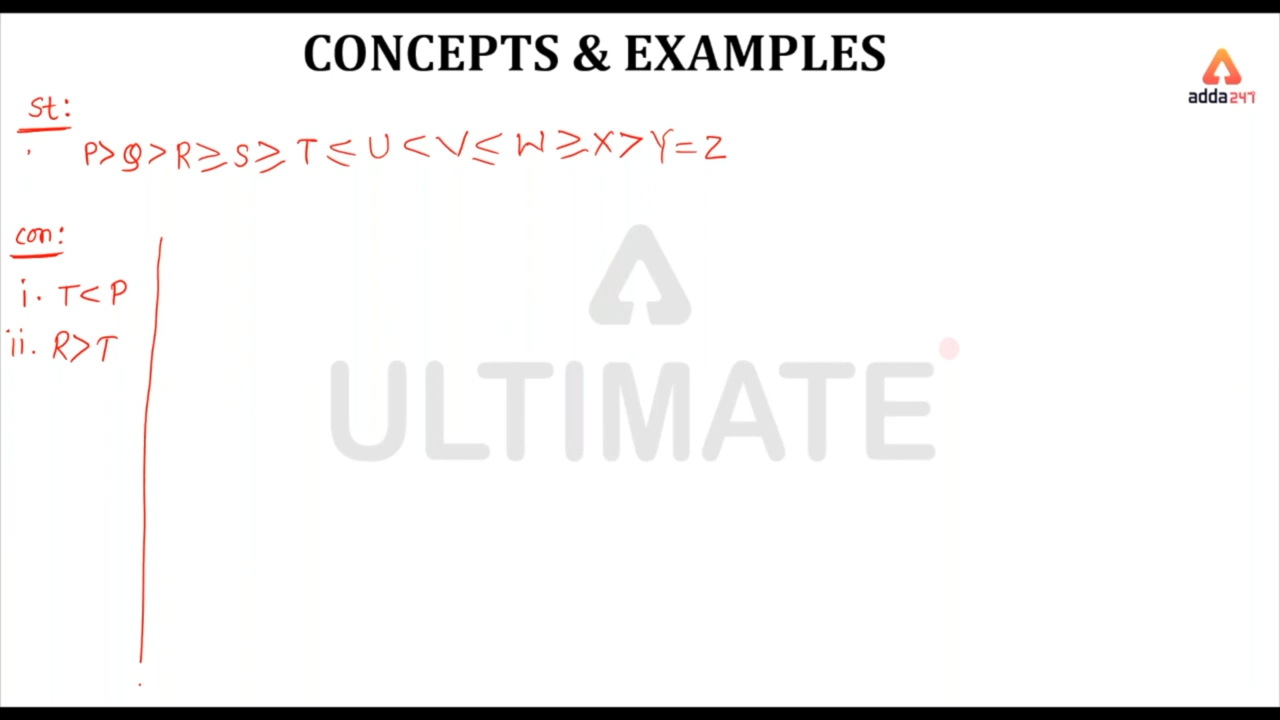 CONCEPTS & EXAMPLES
adda247
St:
P>Q>R≥S≥T≤U<V≤W≥X>Y=Z
con:
i. T<P
ii. R>T
ULTIMATE